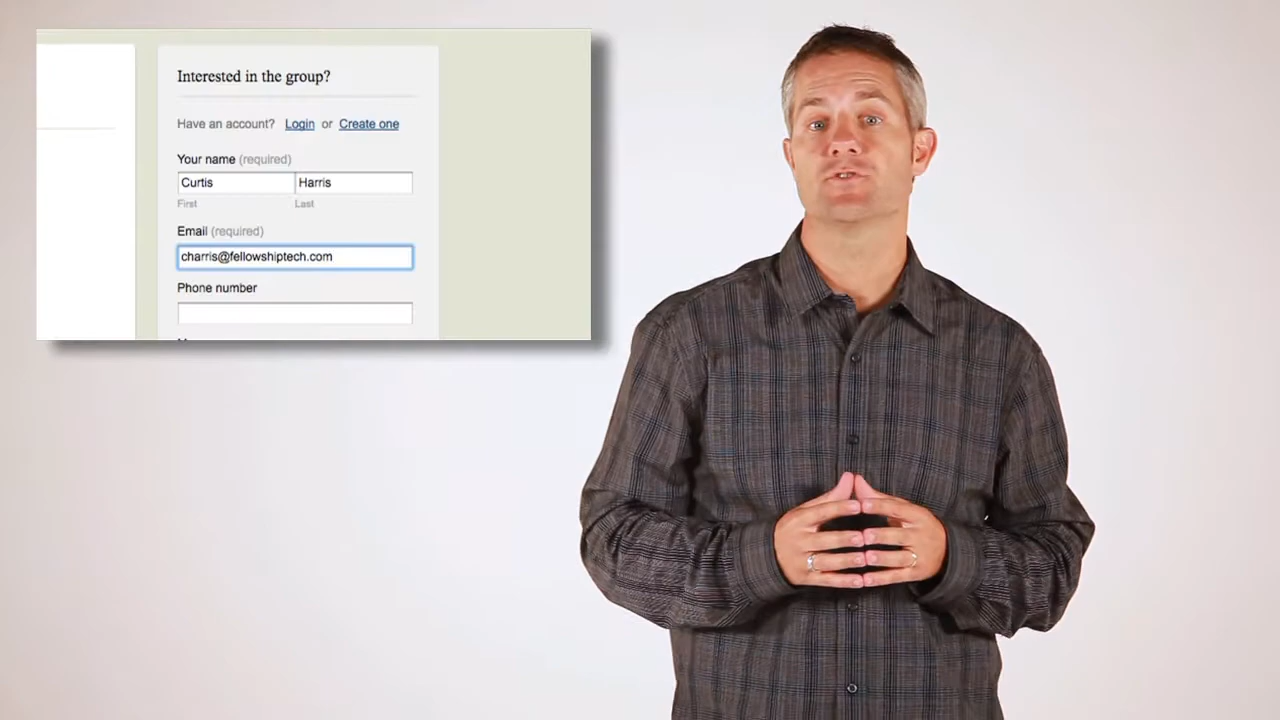 Interested in the group?
Have an account? Login or Create one
Your name (required)
Curtis Harris
First Last
Email (required)
charris@fellowshiptech.com
Phone number